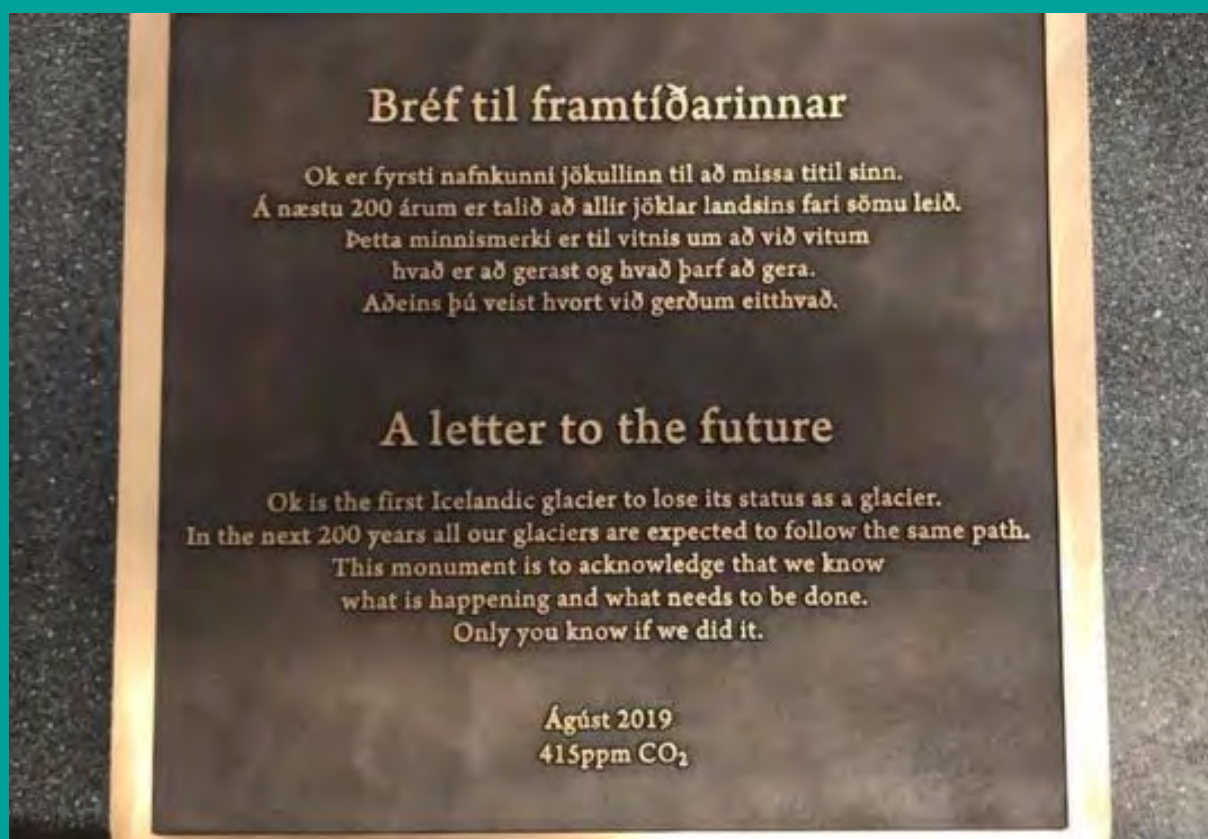 Bréf til framtíðarinnar
Ok er fyrsti nafnkunni jökullinn til að missa titil sinn.
Á næstu 200 árum er talið að allir jöklar landsins fari sömu leið.
Þetta minnismerki er til vitnis um að við vitum
hvað er að gerast og hvað þarf að gera.
Aðeins þú veist hvort við gerðum eitthvað.
A letter to the future
Ok is the first Icelandic glacier to lose its status as a glacier.
In the next 200 years all our glaciers are expected to follow the same path.
This monument is to acknowledge that we know
what is happening and what needs to be done.
Only you know if we did it.
Ágúst 2019
415ppm CO₂